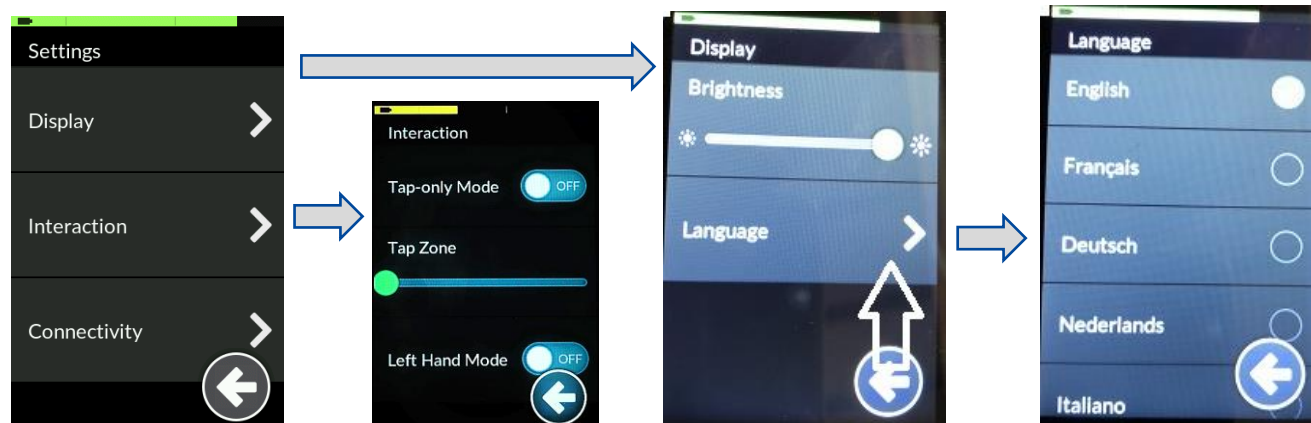 Settings
Display
Interaction
Connectivity
Interaction
Tap-only Mode OFF
Tap Zone
Left Hand Mode OFF
Display
Brightness
Language
Language
English
Français
Deutsch
Nederlands
Italiano